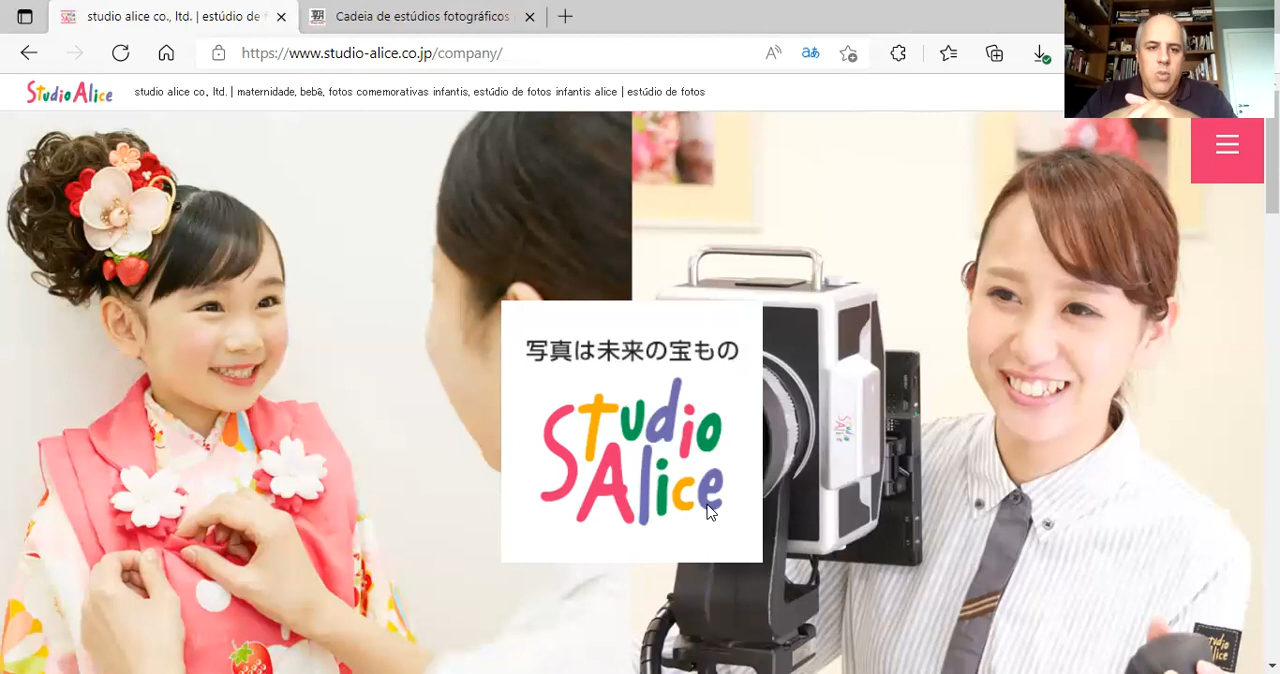 studio alice co., ltd. | estúdio de f
Cadeia de estúdios fotográficos
https://www.studio-alice.co.jp/company/
Studio Alice
studio alice co., ltd. | maternidade, bebê, fotos comemorativas infantis, estúdio de fotos infantis alice | estúdio de fotos
写真は未来の宝もの
Studio
Alice
studio
Alice